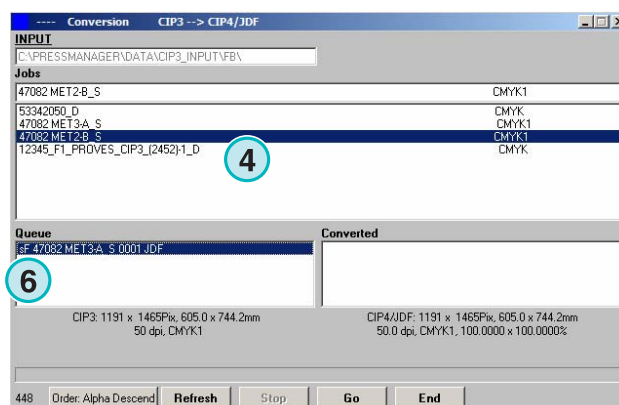 ---- Conversion CIP3 --> CIP4/JDF
INPUT
C:\PRESSMANAGER\DATA\CIP3_INPUT\FB\
Jobs
47082 MET2-B_S CMYK1
53342050_D CMYK
47082 MET3-A_S CMYK1
47082 MET2-B_S CMYK1
12345_F1_PROVES_CIP3_(2452)-1_D CMYK
4
Queue Converted
sF 47082 MET3-A_S 0001 JDF
6
CIP3: 1191 x 1465Pix, 605.0 x 744.2mm CIP4/JDF: 1191 x 1465Pix, 605.0 x 744.2mm
50 dpi, CMYK1 50.0 dpi, CMYK1, 100.0000 x 100.0000%
448 Order: Alpha Descend Refresh Stop Go End